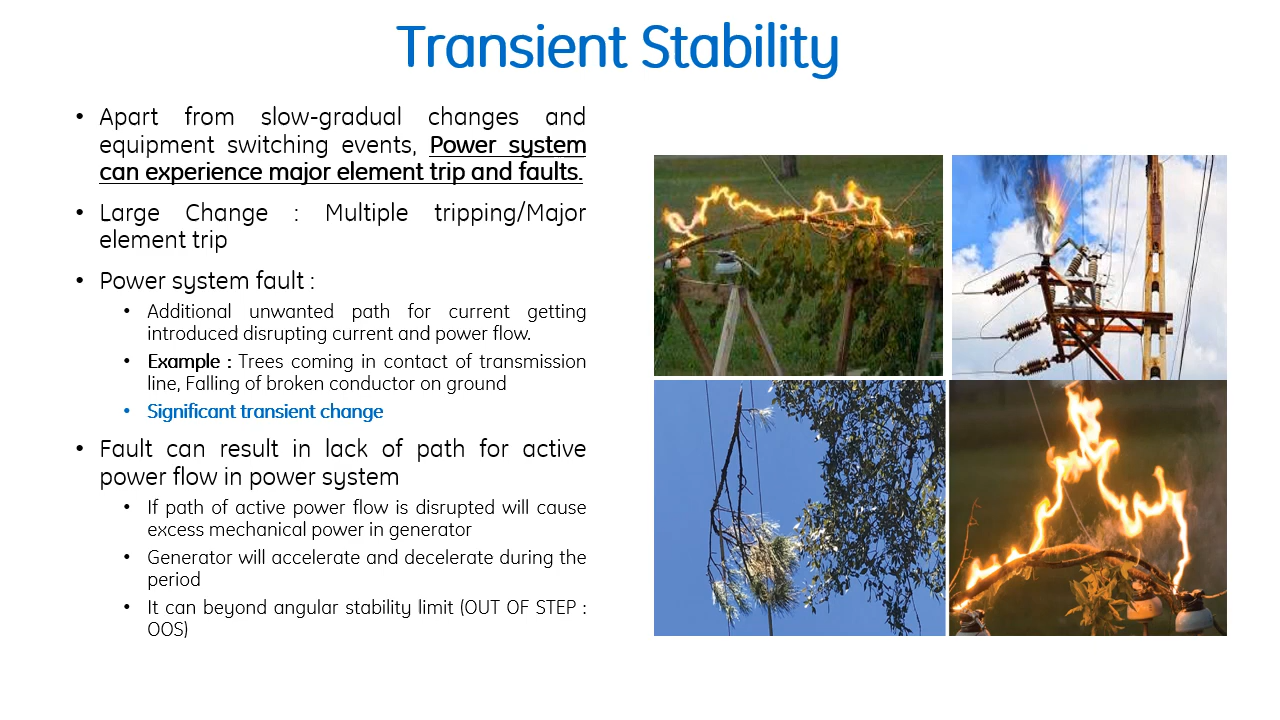 Transient Stability
• Apart from slow-gradual changes and
equipment switching events, Power system
can experience major element trip and faults.
• Large Change : Multiple tripping/Major
element trip
• Power system fault :
• Additional unwanted path for current getting
introduced disrupting current and power flow.
• Example : Trees coming in contact of transmission
line, Falling of broken conductor on ground
• Significant transient change
• Fault can result in lack of path for active
power flow in power system
• If path of active power flow is disrupted will cause
excess mechanical power in generator
• Generator will accelerate and decelerate during the
period
• It can beyond angular stability limit (OUT OF STEP :
OOS)